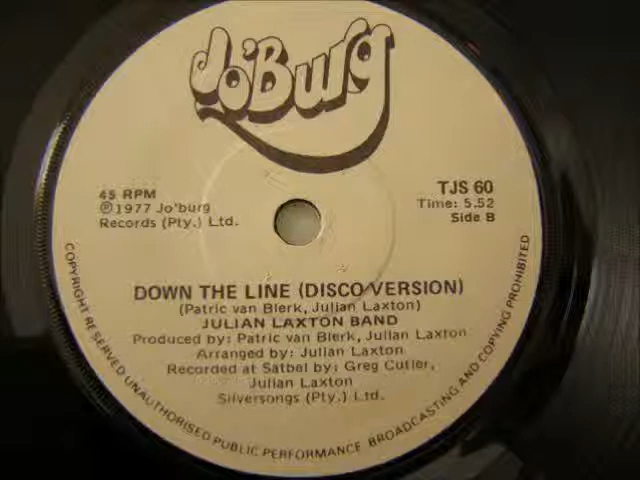 Jo'Burg
45 RPM
℗1977 Jo'burg
Records (Pty.) Ltd.
TJS 60
Time: 5.52
Side B
DOWN THE LINE (DISCO VERSION)
(Patric van Blerk, Julian Laxton)
JULIAN LAXTON BAND
Produced by: Patric van Blerk, Julian Laxton
Arranged by: Julian Laxton
Recorded at Satbel by: Greg Cutler,
Julian Laxton
Silversongs (Pty.) Ltd.
COPYRIGHT RESERVED UNAUTHORISED PUBLIC PERFORMANCE BROADCASTING AND COPYING PROHIBITED